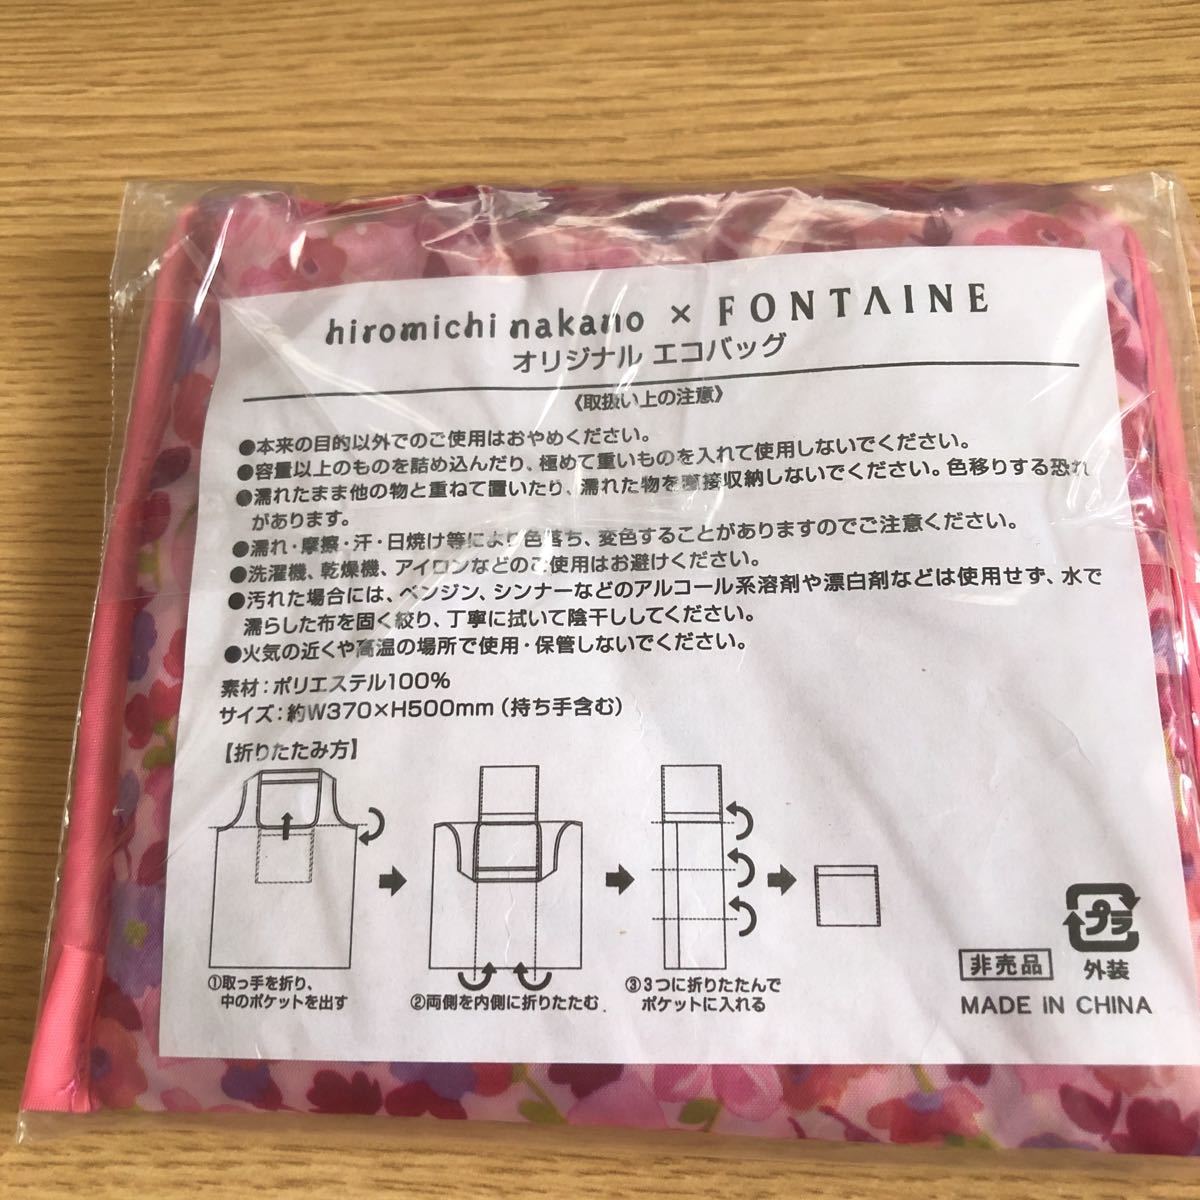 hiromichi nakano × FONTAINE
オリジナル エコバッグ
《取扱い上の注意》
●本来の目的以外でのご使用はおやめください。
●容量以上のものを詰め込んだり、極めて重いものを入れて使用しないでください。
●濡れたまま他の物と重ねて置いたり、濡れた物を直接収納しないでください。色移りする恐れ
があります。
●濡れ・摩擦・汗・日焼け等により色落ち、変色することがありますのでご注意ください。
●洗濯機、乾燥機、アイロンなどのご使用はお避けください。
●汚れた場合には、ベンジン、シンナーなどのアルコール系溶剤や漂白剤などは使用せず、水で
濡らした布を固く絞り、丁寧に拭いて陰干ししてください。
●火気の近くや高温の場所で使用・保管しないでください。
素材:ポリエステル100%
サイズ:約W370×H500mm(持ち手含む)
【折りたたみ方】
①取っ手を折り、
中のポケットを出す
②両側を内側に折りたたむ
③3つに折りたたんで
ポケットに入れる
プラ
非売品
外装
MADE IN CHINA